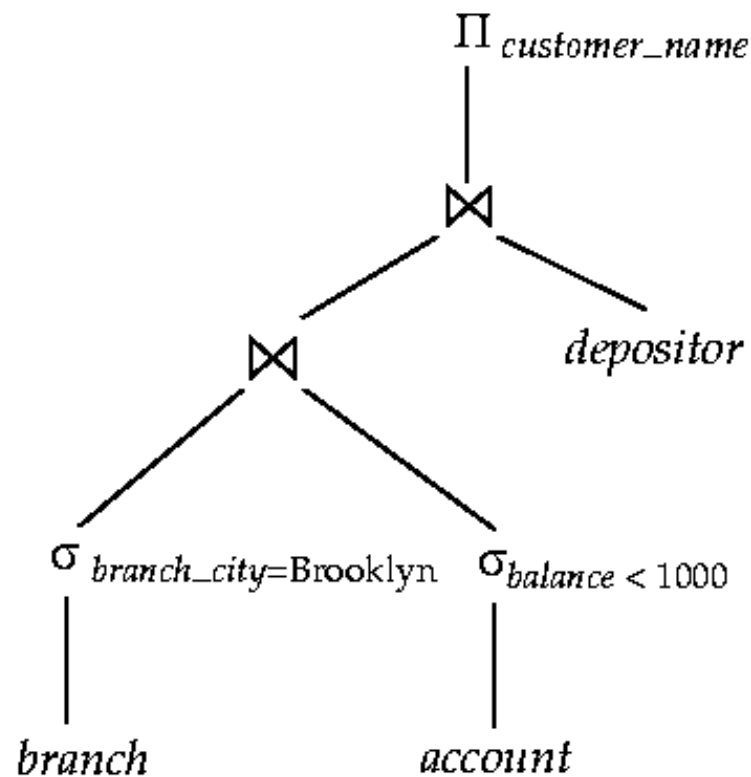 Π customer_name
⋈
depositor
⋈
σ branch_city=Brooklyn σ balance < 1000
branch account